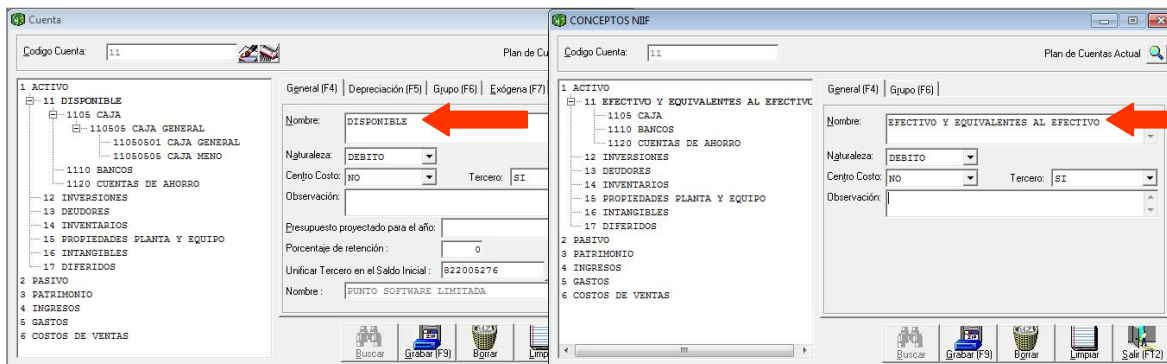 Cuenta
Codigo Cuenta: 11
Plan de Cu
1 ACTIVO
11 DISPONIBLE
1105 CAJA
110505 CAJA GENERAL
11050501 CAJA GENERAL
11050505 CAJA MENO
1110 BANCOS
1120 CUENTAS DE AHORRO
12 INVERSIONES
13 DEUDORES
14 INVENTARIOS
15 PROPIEDADES PLANTA Y EQUIPO
16 INTANGIBLES
17 DIFERIDOS
2 PASIVO
3 PATRIMONIO
4 INGRESOS
5 GASTOS
6 COSTOS DE VENTAS
General (F4) Depreciación (F5) Grupo (F6) Exógena (F7)
Nombre: DISPONIBLE
Naturaleza: DEBITO
Centro Costo: NO Tercero: SI
Observación:
Presupuesto proyectado para el año:
Porcentaje de retención : 0
Unificar Tercero en el Saldo Inicial : 822005276
Nombre : PUNTO SOFTWARE LIMITADA
Buscar Grabar (F9) Borrar Limp
CONCEPTOS NIIF
Codigo Cuenta: 11
Plan de Cuentas Actual
1 ACTIVO
11 EFECTIVO Y EQUIVALENTES AL EFECTIVO
1105 CAJA
1110 BANCOS
1120 CUENTAS DE AHORRO
12 INVERSIONES
13 DEUDORES
14 INVENTARIOS
15 PROPIEDADES PLANTA Y EQUIPO
16 INTANGIBLES
17 DIFERIDOS
2 PASIVO
3 PATRIMONIO
4 INGRESOS
5 GASTOS
6 COSTOS DE VENTAS
General (F4) Grupo (F6)
Nombre: EFECTIVO Y EQUIVALENTES AL EFECTIVO
Naturaleza: DEBITO
Centro Costo: NO Tercero: SI
Observación:
Buscar Grabar (F9) Borrar Limpiar Salir (F12)